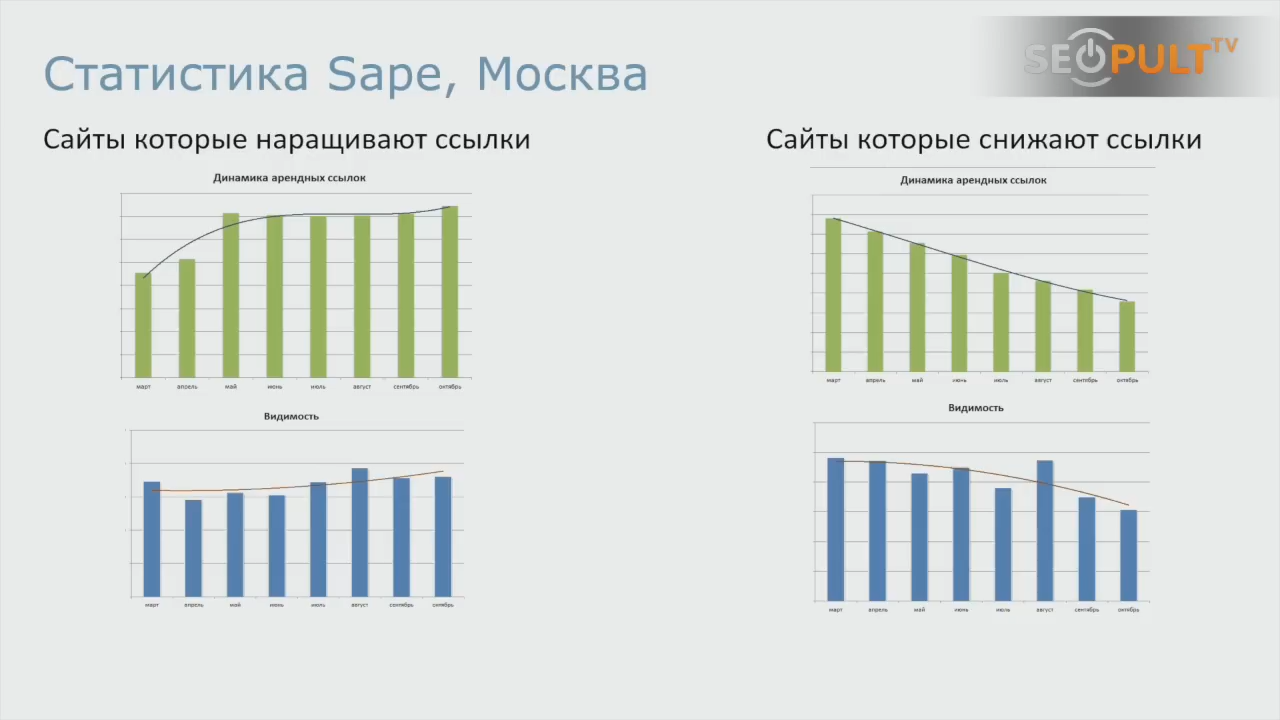 SEOPULT TV
Статистика Sape, Москва
Сайты которые наращивают ссылки
Динамика арендных ссылок
март апрель май июнь июль август сентябрь октябрь
Видимость
март апрель май июнь июль август сентябрь октябрь
Сайты которые снижают ссылки
Динамика арендных ссылок
март апрель май июнь июль август сентябрь октябрь
Видимость
март апрель май июнь июль август сентябрь октябрь